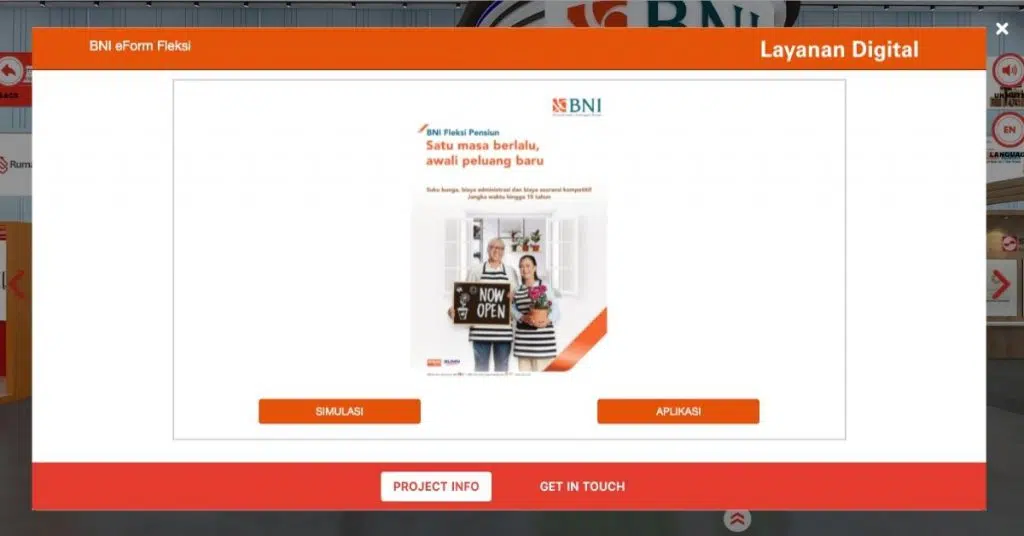 BNI
BNI eForm Fleksi
Layanan Digital
BNI
BNI Fleksi Pensiun
Satu masa berlalu,
awali peluang baru
Suku bunga, biaya administrasi dan biaya asuransi kompetitif
Jangka waktu hingga 15 tahun
NOW
OPEN
SIMULASI
APLIKASI
PROJECT INFO
GET IN TOUCH
EN
LANGUAGE